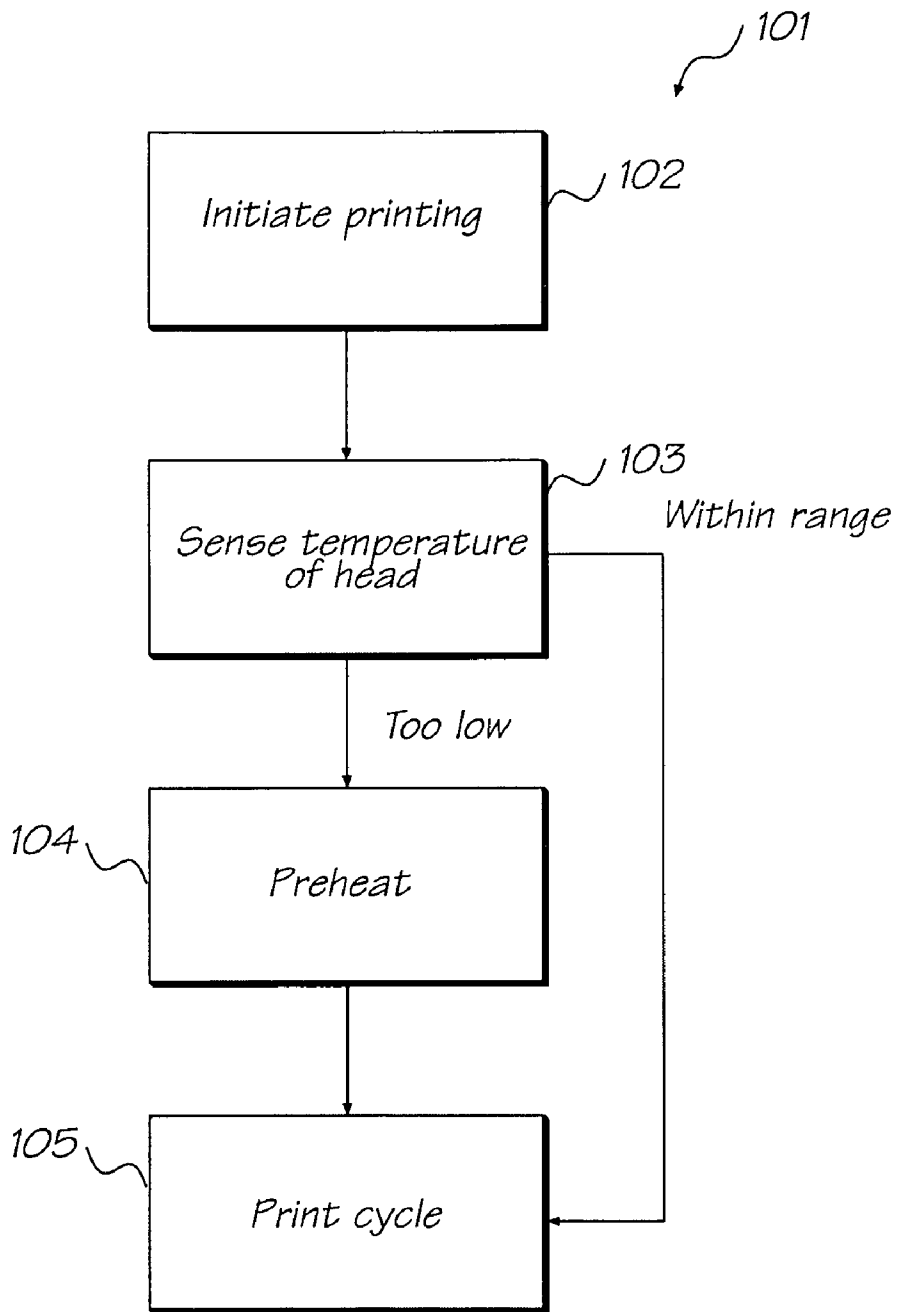 101
Initiate printing
102
Sense temperature
of head
103
Within range
Too low
104
Preheat
105
Print cycle